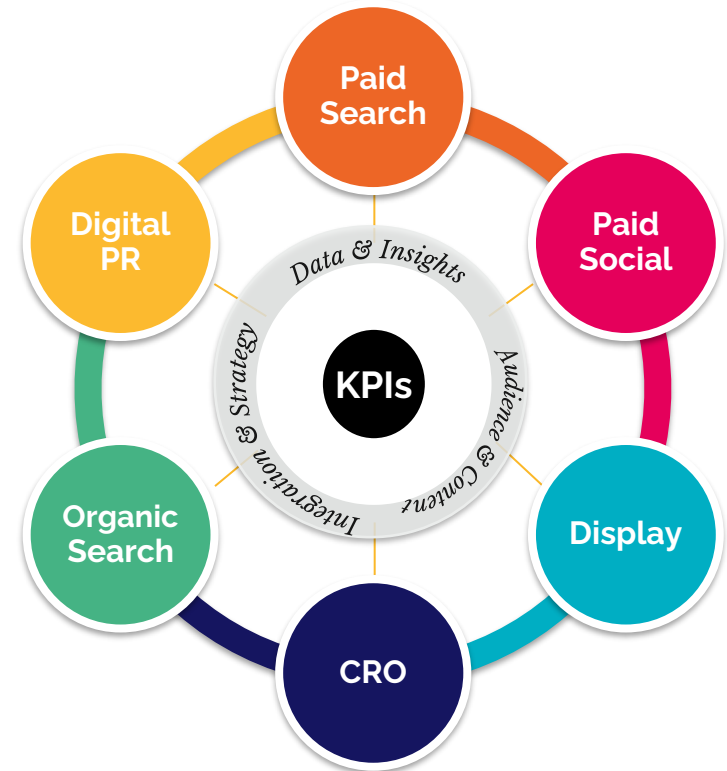 Paid
Search
Digital
PR
Paid
Social
Data & Insights
Integration & Strategy
KPIs
Audience & Content
Organic
Search
Display
CRO